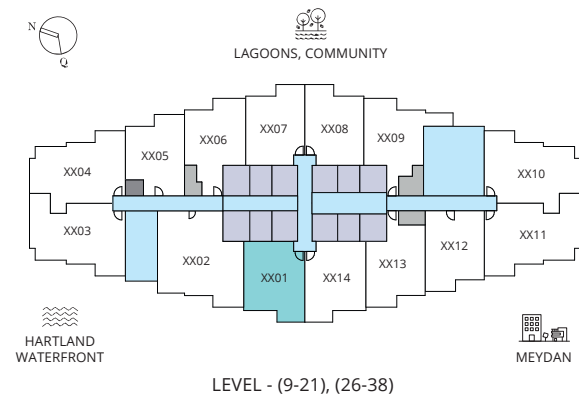 N
Q
LAGOONS, COMMUNITY
XX07
XX08
XX06
XX09
XX05
XX04
XX10
XX03
XX02
XX01
XX14
XX13
XX12
XX11
HARTLAND
WATERFRONT
MEYDAN
LEVEL - (9-21), (26-38)